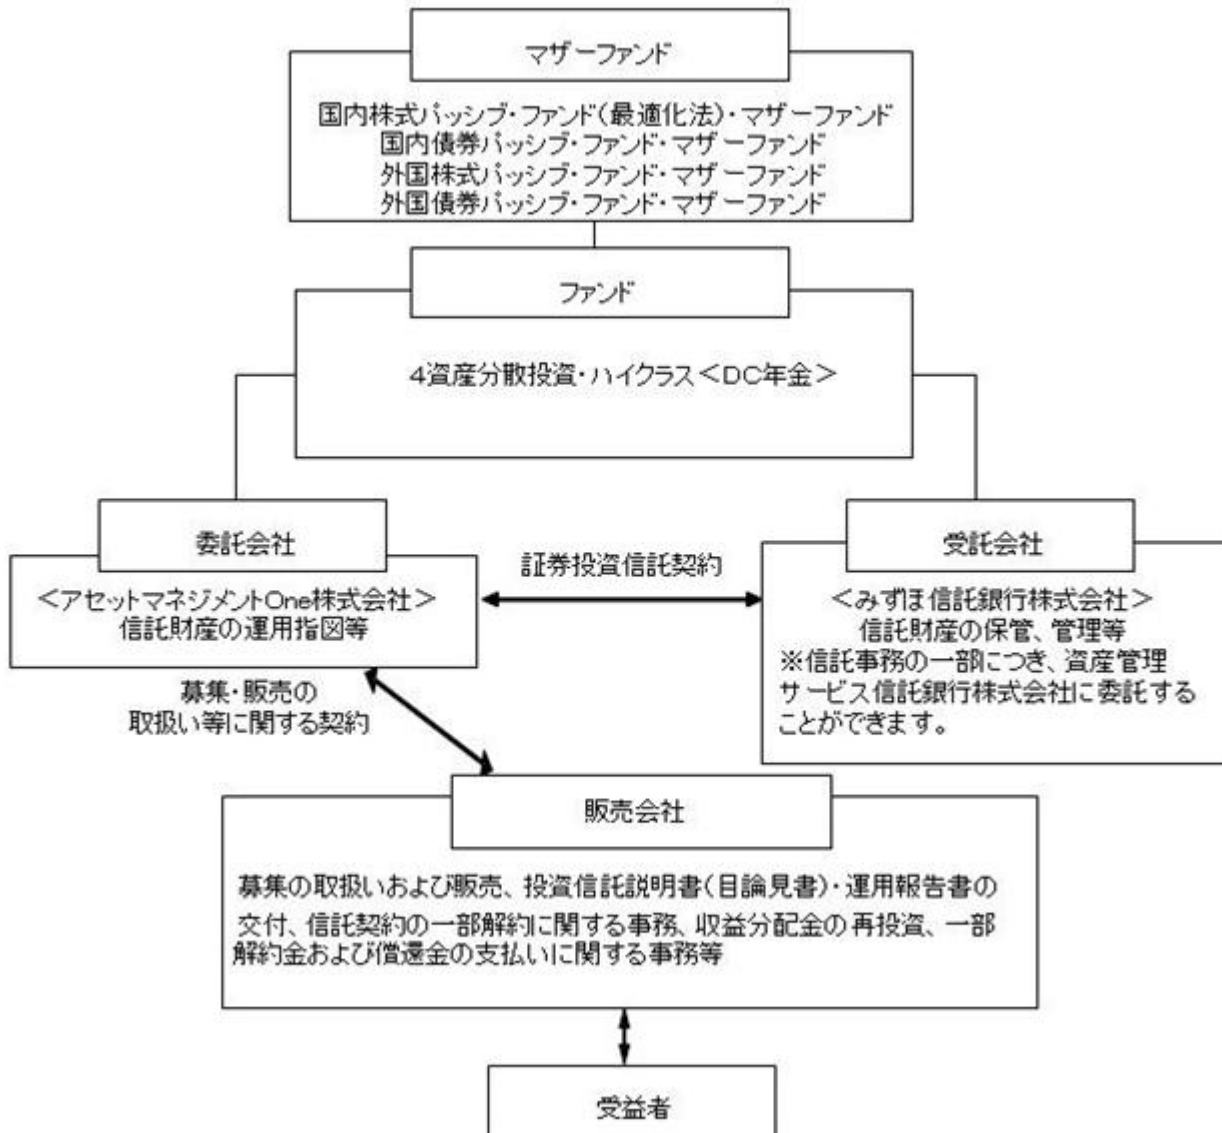 マザーファンド
国内株式パッシブ・ファンド(最適化法)・マザーファンド
国内債券パッシブ・ファンド・マザーファンド
外国株式パッシブ・ファンド・マザーファンド
外国債券パッシブ・ファンド・マザーファンド
ファンド
4資産分散投資・ハイクラス<DC年金>
委託会社
<アセットマネジメントOne株式会社>
信託財産の運用指図等
証券投資信託契約
受託会社
<みずほ信託銀行株式会社>
信託財産の保管、管理等
※信託事務の一部につき、資産管理
サービス信託銀行株式会社に委託する
ことができます。
募集・販売の
取扱い等に関する契約
販売会社
募集の取扱いおよび販売、投資信託説明書(目論見書)・運用報告書の
交付、信託契約の一部解約に関する事務、収益分配金の再投資、一部
解約金および償還金の支払いに関する事務等
受益者